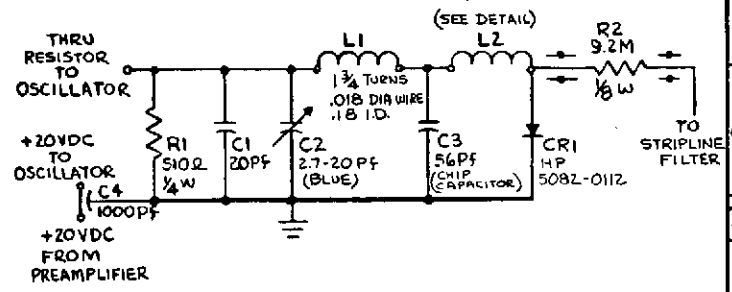 (SEE DETAIL)
THRU
RESISTOR
TO
OSCILLATOR
L1
1 3/4 TURNS
.018 DIA WIRE
.18 I.D.
L2
R2
9.2M
1/8 W
TO
STRIPLINE
FILTER
R1
510Ω
1/4 W
C1
20Pf
C2
2.7-20 Pf
(BLUE)
C3
56Pf
(CHIP
CAPACITOR)
CR1
HP
5082-0112
+20VDC
TO
OSCILLATOR
C4
1000Pf
+20VDC
FROM
PREAMPLIFIER